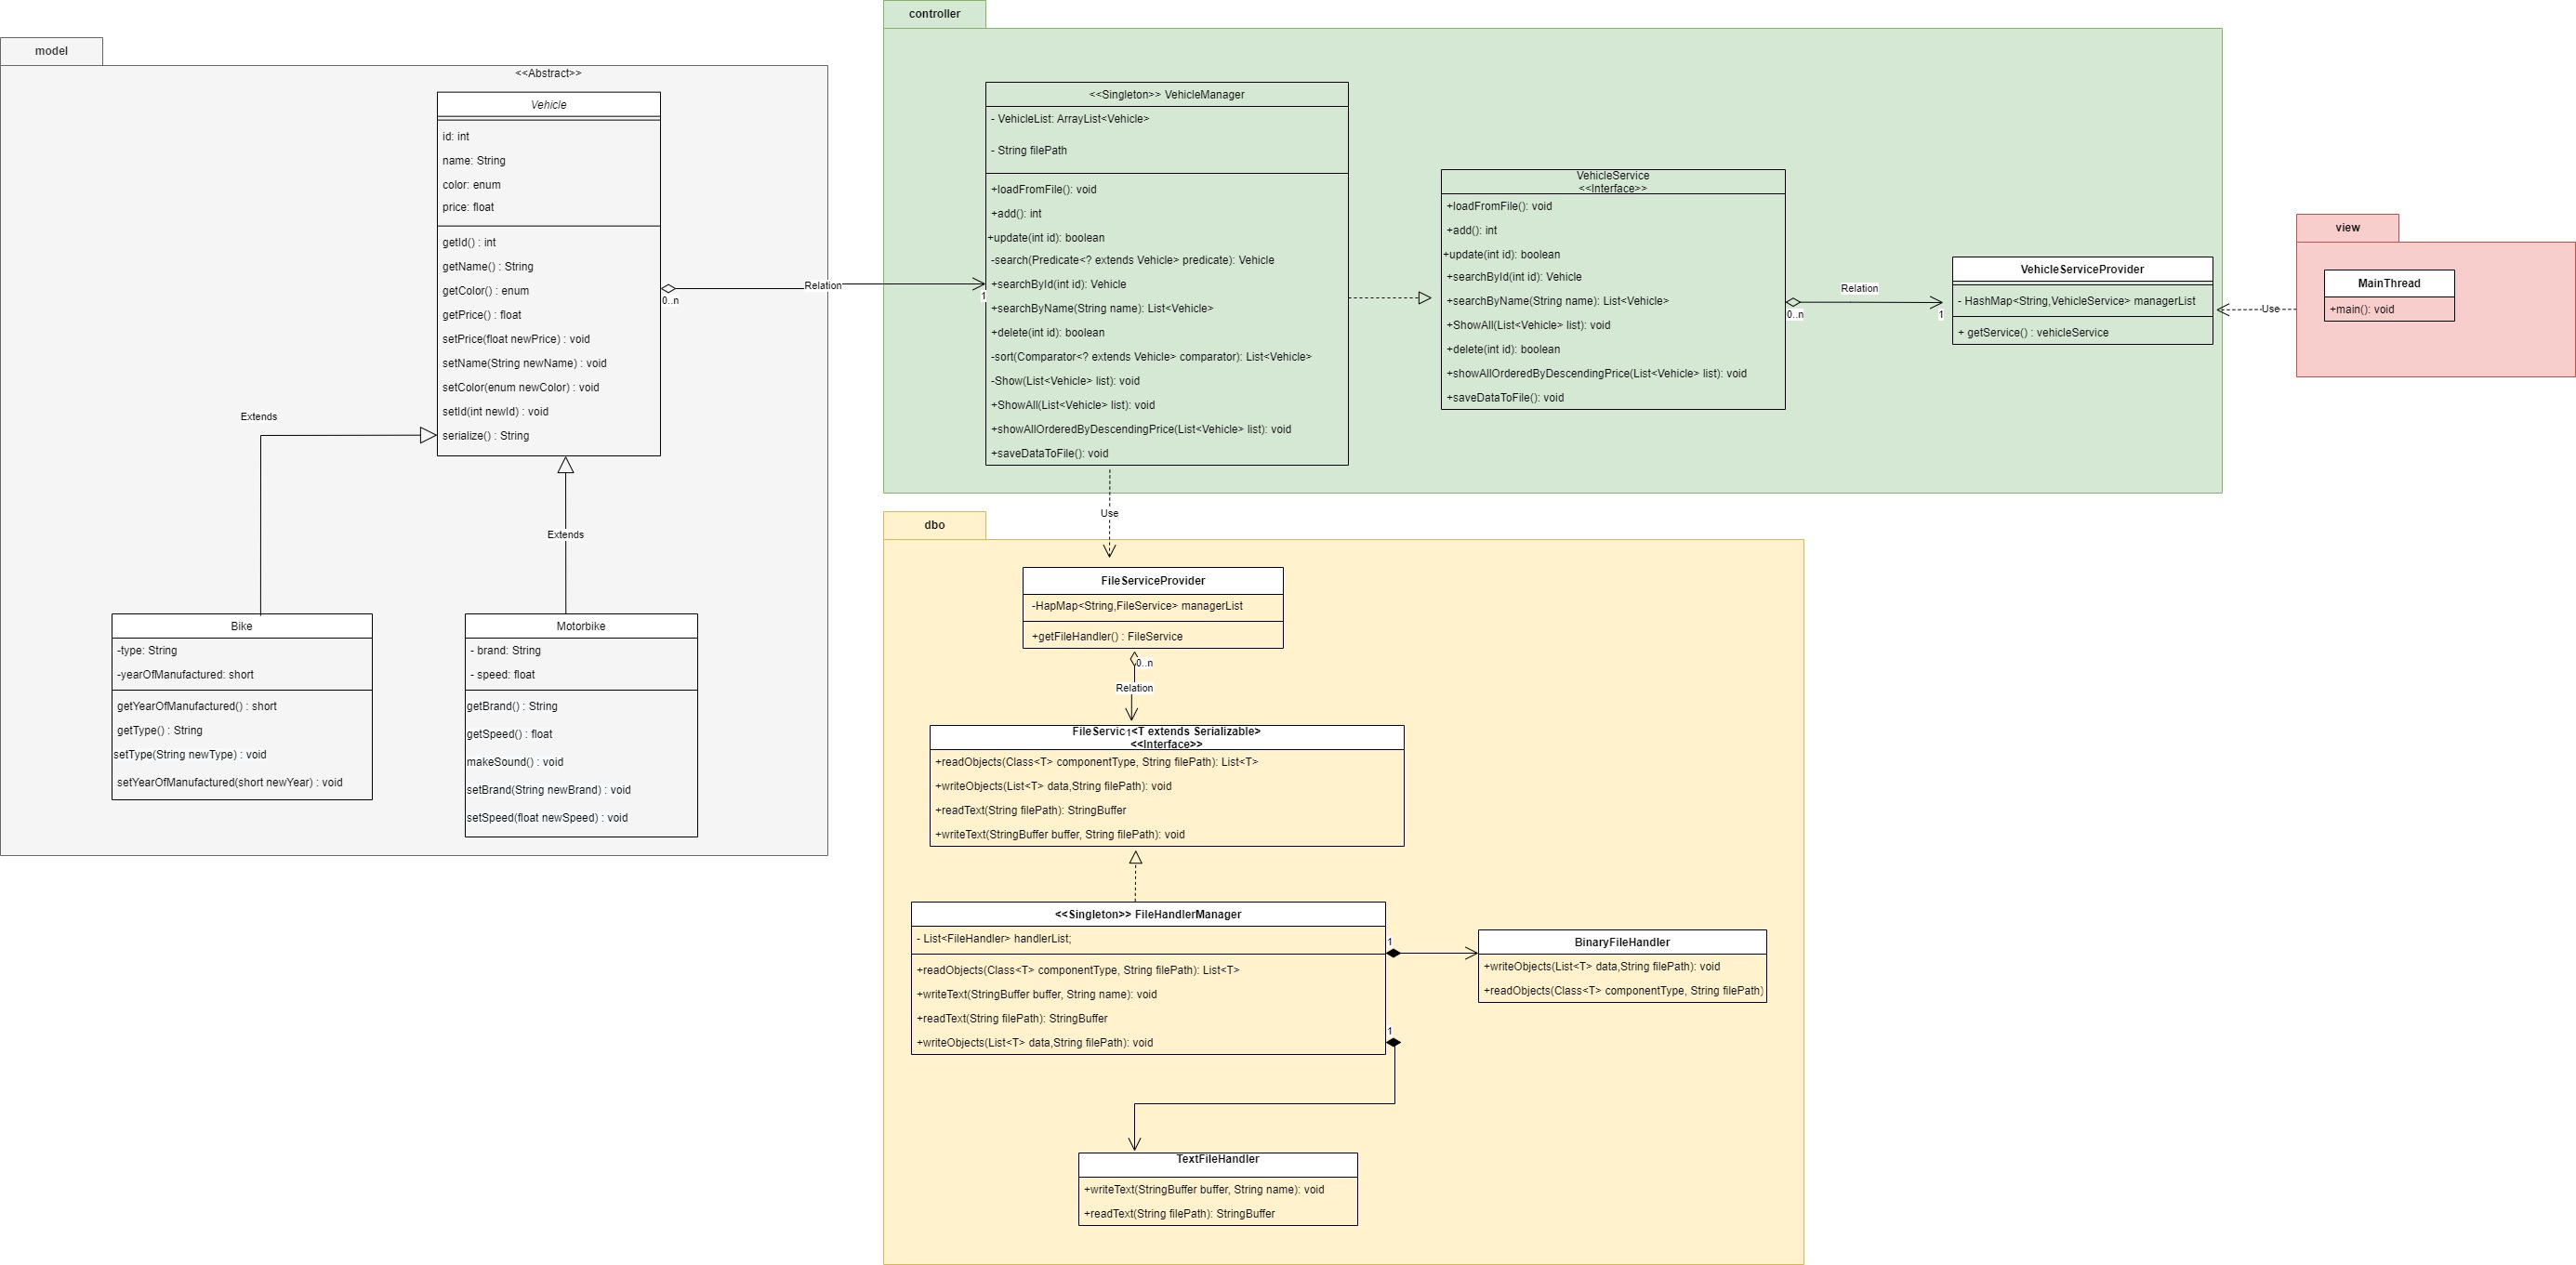 model
<<Abstract>>
Vehicle
id: int
name: String
color: enum
price: float
getId() : int
getName() : String
getColor() : enum
getPrice() : float
setPrice(float newPrice) : void
setName(String newName) : void
setColor(enum newColor) : void
setId(int newId) : void
serialize() : String
0..n
Relation
1
Extends
Extends
Bike
-type: String
-yearOfManufactured: short
getYearOfManufactured() : short
getType() : String
setType(String newType) : void
setYearOfManufactured(short newYear) : void
Motorbike
- brand: String
- speed: float
getBrand() : String
getSpeed() : float
makeSound() : void
setBrand(String newBrand) : void
setSpeed(float newSpeed) : void
controller
<<Singleton>> VehicleManager
- VehicleList: ArrayList<Vehicle>
- String filePath
+loadFromFile(): void
+add(): int
+update(int id): boolean
-search(Predicate<? extends Vehicle> predicate): Vehicle
+searchById(int id): Vehicle
+searchByName(String name): List<Vehicle>
+delete(int id): boolean
-sort(Comparator<? extends Vehicle> comparator): List<Vehicle>
-Show(List<Vehicle> list): void
+ShowAll(List<Vehicle> list): void
+showAllOrderedByDescendingPrice(List<Vehicle> list): void
+saveDataToFile(): void
VehicleService
<<Interface>>
+loadFromFile(): void
+add(): int
+update(int id): boolean
+searchById(int id): Vehicle
+searchByName(String name): List<Vehicle>
+ShowAll(List<Vehicle> list): void
+delete(int id): boolean
+showAllOrderedByDescendingPrice(List<Vehicle> list): void
+saveDataToFile(): void
Relation
0..n
1
VehicleServiceProvider
- HashMap<String,VehicleService> managerList
+ getService() : vehicleService
Use
view
MainThread
+main(): void
Use
dbo
FileServiceProvider
-HapMap<String,FileService> managerList
+getFileHandler() : FileService
0..n
Relation
1
FileServic <T extends Serializable>
<<Interface>>
+readObjects(Class<T> componentType, String filePath): List<T>
+writeObjects(List<T> data,String filePath): void
+readText(String filePath): StringBuffer
+writeText(StringBuffer buffer, String filePath): void
<<Singleton>> FileHandlerManager
- List<FileHandler> handlerList;
+readObjects(Class<T> componentType, String filePath): List<T>
+writeText(StringBuffer buffer, String name): void
+readText(String filePath): StringBuffer
+writeObjects(List<T> data,String filePath): void
1
1
BinaryFileHandler
+writeObjects(List<T> data,String filePath): void
+readObjects(Class<T> componentType, String filePath)
TextFileHandler
+writeText(StringBuffer buffer, String name): void
+readText(String filePath): StringBuffer